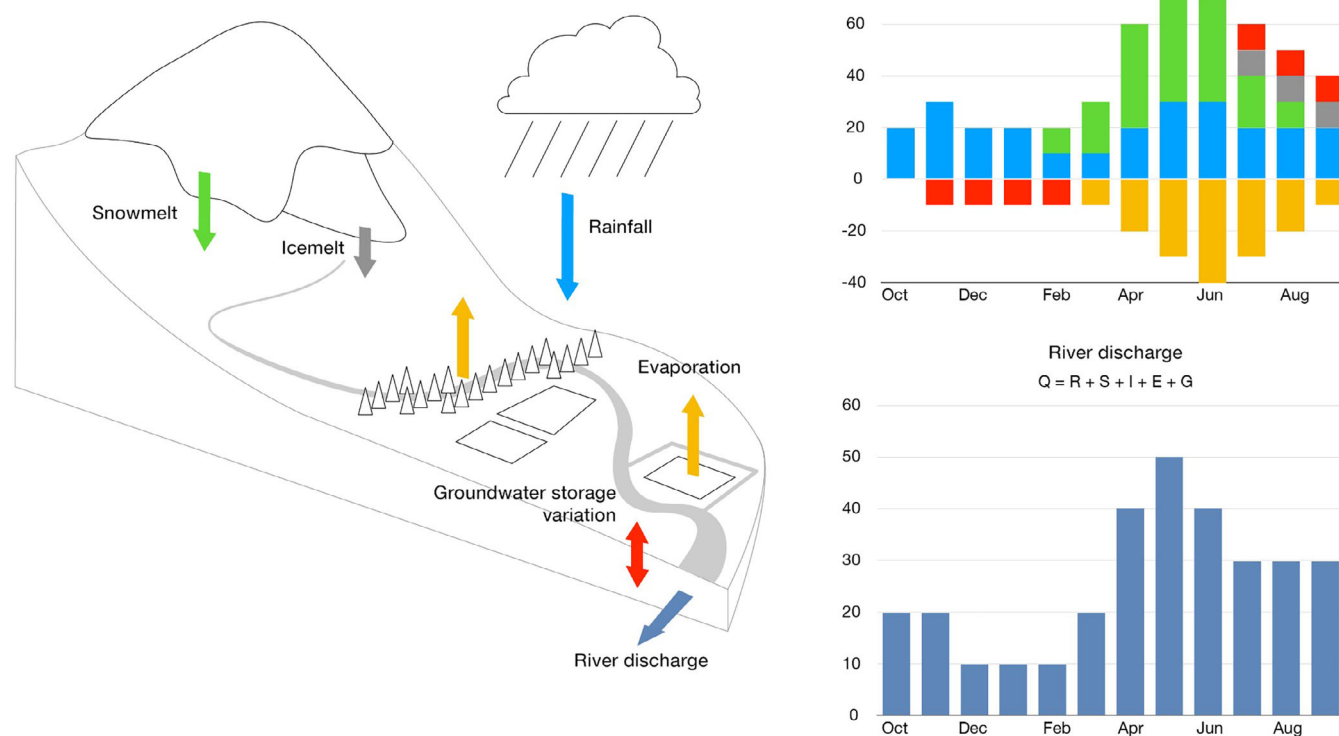 Snowmelt
Icemelt
Rainfall
Evaporation
Groundwater storage
variation
River discharge
60
40
20
0
-20
-40
Oct
Dec
Feb
Apr
Jun
Aug
River discharge
Q = R + S + I + E + G
60
50
40
30
20
10
0
Oct
Dec
Feb
Apr
Jun
Aug